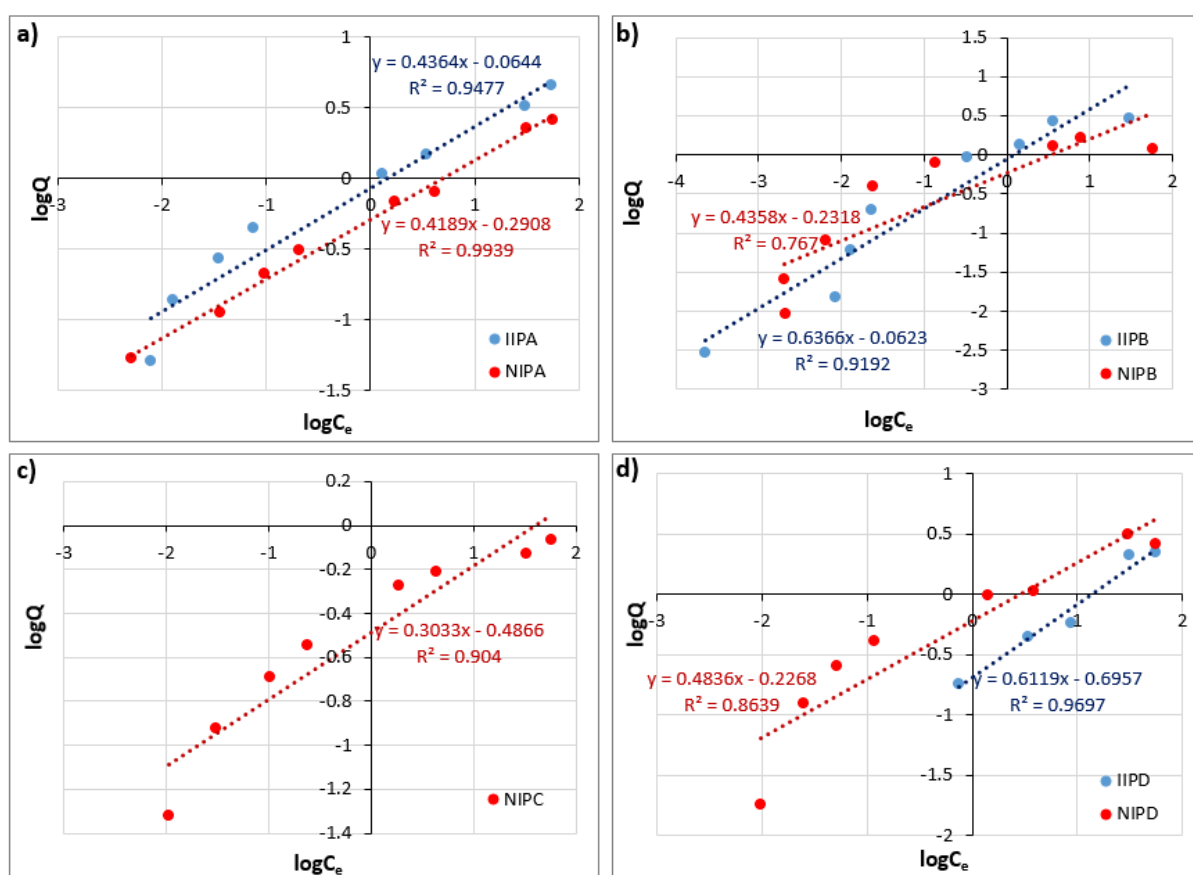 a)
1
y = 0.4364x - 0.0644
R² = 0.9477
0.5
0
-3
-2
-1
0
1
2
logQ
y = 0.4189x - 0.2908
R² = 0.9939
-0.5
-1
IIPA
NIPA
-1.5
logCₑ
b)
1.5
1
0.5
0
-4
-3
-2
-1
0
1
2
logQ
-0.5
y = 0.4358x - 0.2318
R² = 0.767
-1
-1.5
-2
y = 0.6366x - 0.0623
R² = 0.9192
-2.5
IIPB
NIPB
-3
logCₑ
c)
0.2
0
-3
-2
-1
0
1
2
-0.2
-0.4
y = 0.3033x - 0.4866
R² = 0.904
-0.6
logQ
-0.8
-1
-1.2
NIPC
-1.4
logCₑ
d)
1
0.5
0
-3
-2
-1
0
1
2
-0.5
y = 0.4836x - 0.2268
R² = 0.8639
y = 0.6119x - 0.6957
R² = 0.9697
logQ
-1
-1.5
IIPD
NIPD
-2
logCₑ